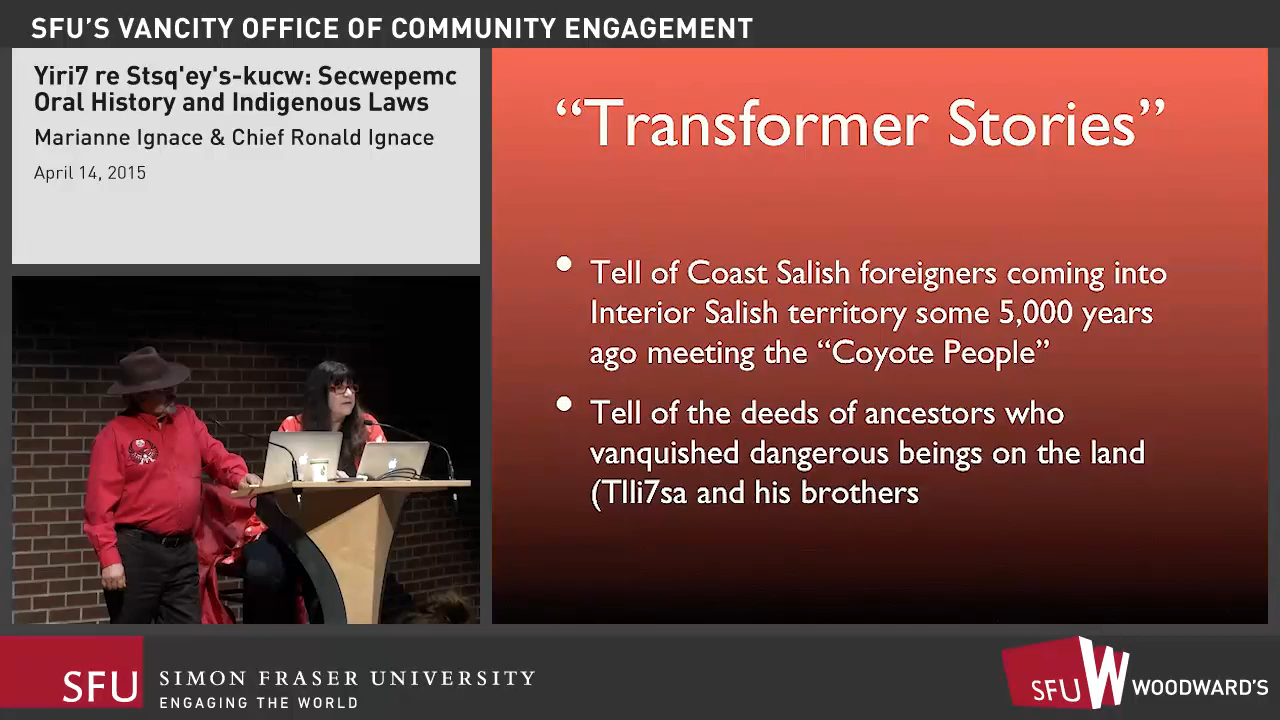 SFU'S VANCITY OFFICE OF COMMUNITY ENGAGEMENT
Yiri7 re Stsq'ey's-kucw: Secwepemc
Oral History and Indigenous Laws
Marianne Ignace & Chief Ronald Ignace
April 14, 2015
“Transformer Stories”
• Tell of Coast Salish foreigners coming into
Interior Salish territory some 5,000 years
ago meeting the “Coyote People”
• Tell of the deeds of ancestors who
vanquished dangerous beings on the land
(Tlli7sa and his brothers
SFU SIMON FRASER UNIVERSITY
ENGAGING THE WORLD
SFU W WOODWARD'S